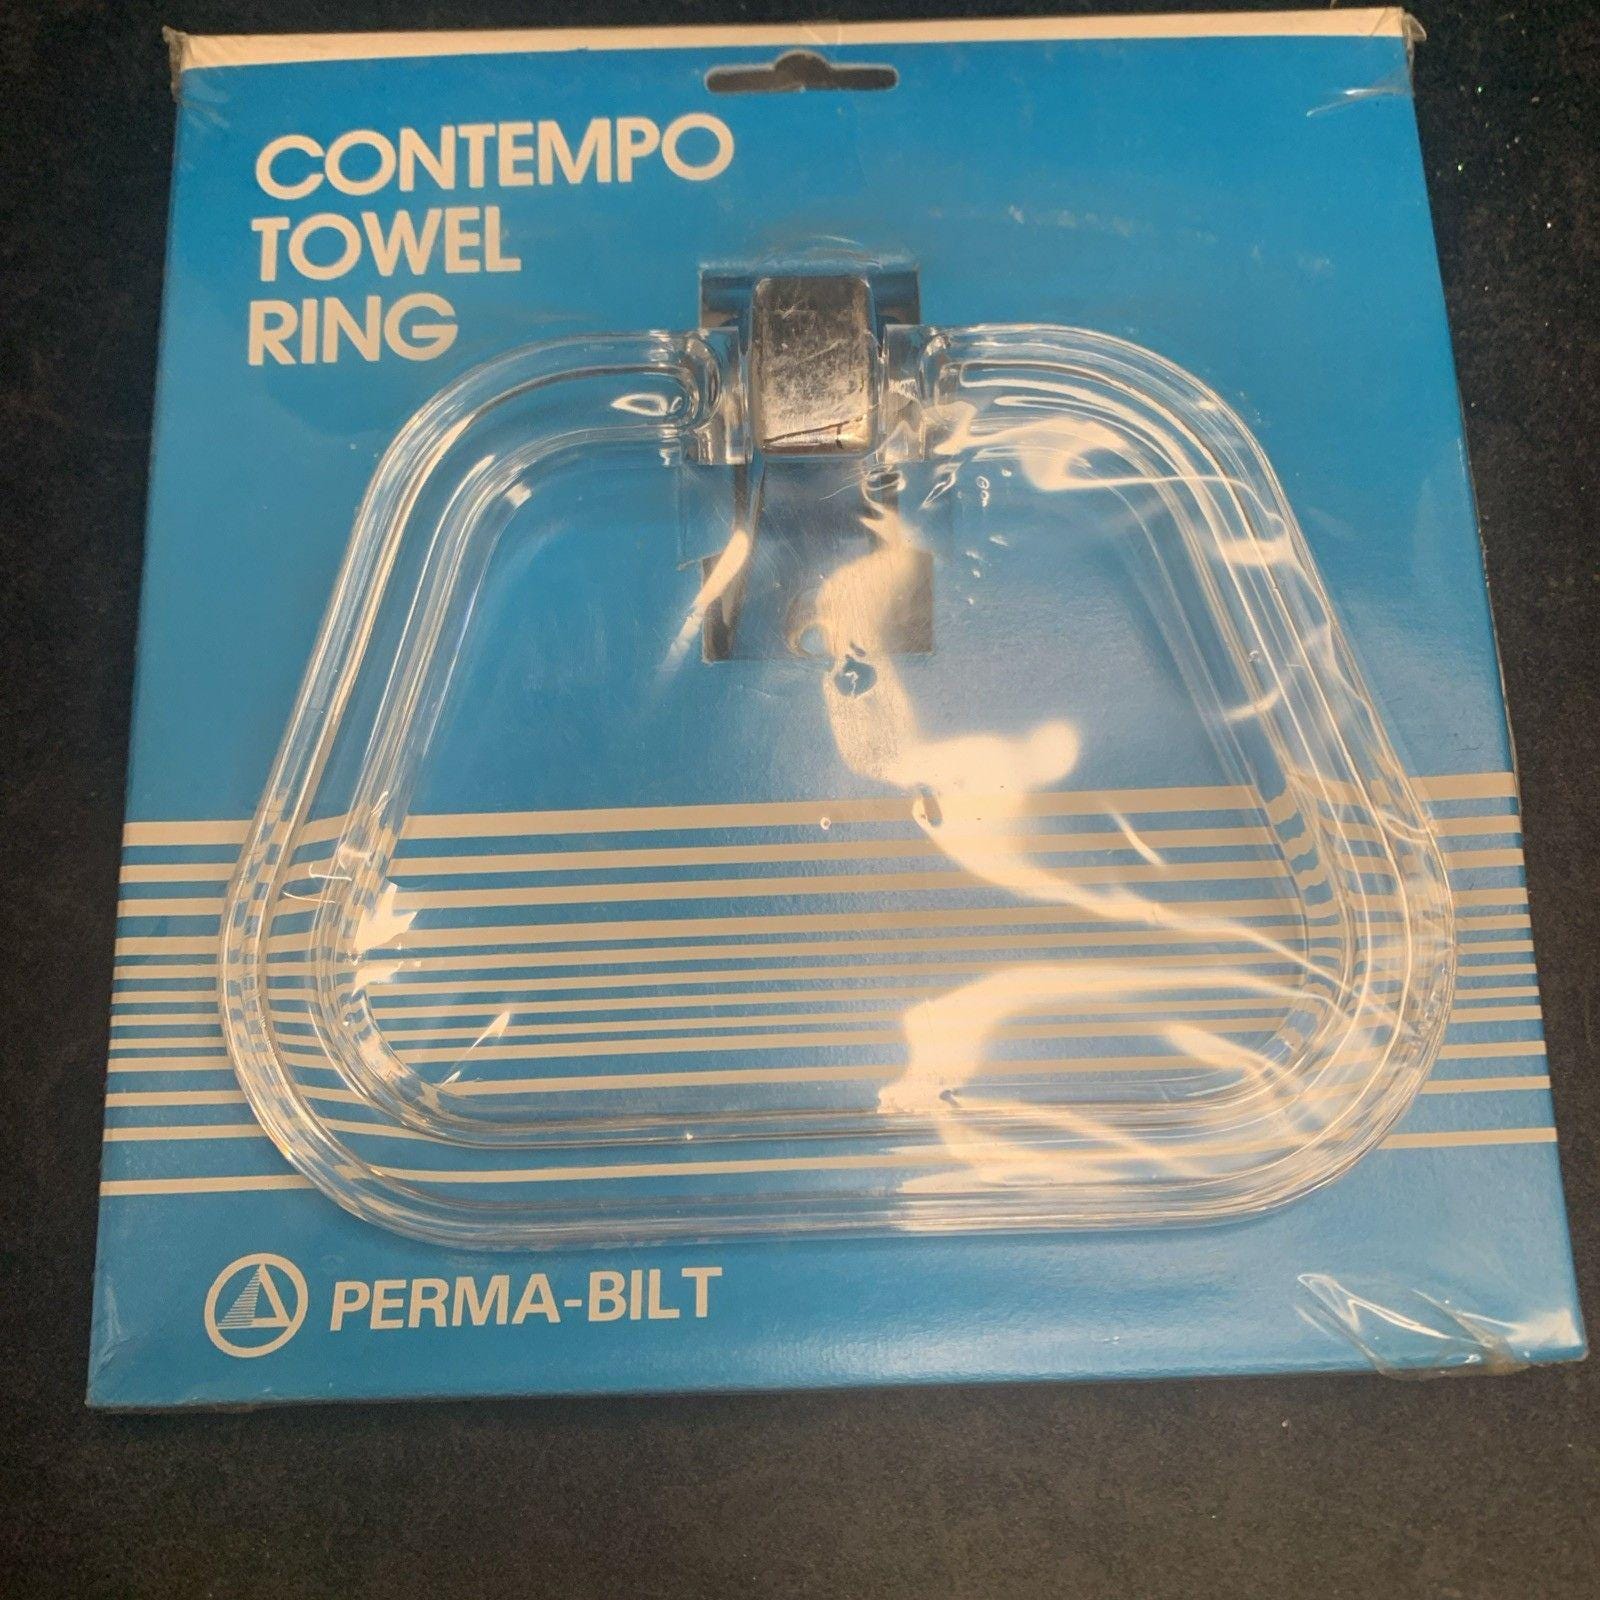 CONTEMPO
TOWEL
RING
PERMA-BILT